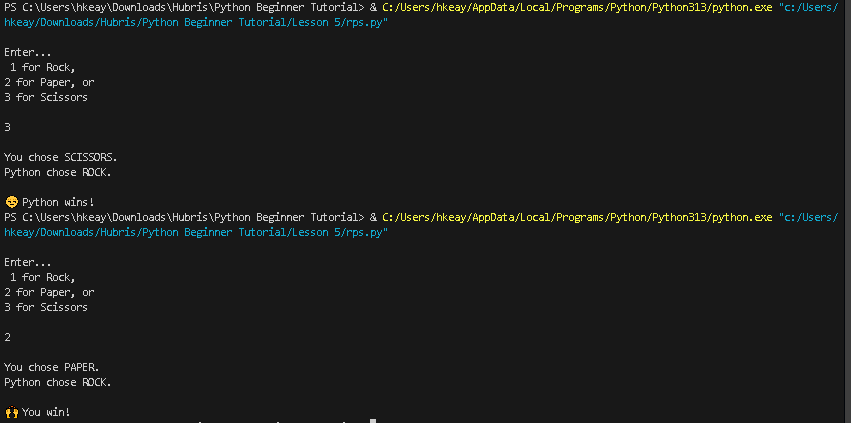 PS C:\Users\hkeay\Downloads\Hubris\Python Beginner Tutorial> & C:/Users/hkeay/AppData/Local/Programs/Python/Python313/python.exe "c:/Users/
hkeay/Downloads/Hubris/Python Beginner Tutorial/Lesson 5/rps.py"
Enter...
1 for Rock,
2 for Paper, or
3 for Scissors
3
You chose SCISSORS.
Python chose ROCK.
😏 Python wins!
PS C:\Users\hkeay\Downloads\Hubris\Python Beginner Tutorial> & C:/Users/hkeay/AppData/Local/Programs/Python/Python313/python.exe "c:/Users/
hkeay/Downloads/Hubris/Python Beginner Tutorial/Lesson 5/rps.py"
Enter...
1 for Rock,
2 for Paper, or
3 for Scissors
2
You chose PAPER.
Python chose ROCK.
🙌 You win!